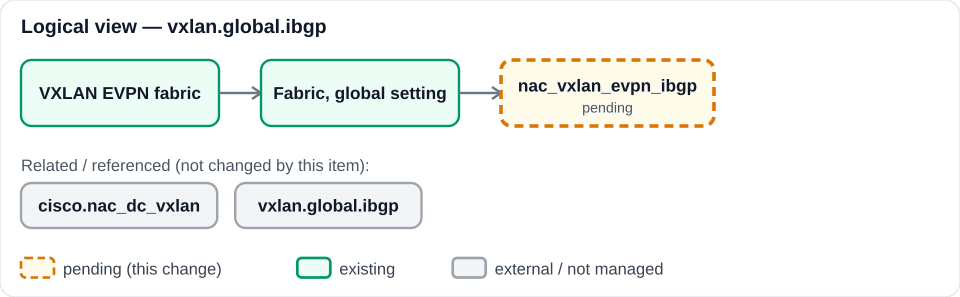 Logical view — vxlan.global.ibgp
VXLAN EVPN fabric
Fabric, global setting
nac_vxlan_evpn_ibgp
pending
Related / referenced (not changed by this item):
cisco.nac_dc_vxlan
vxlan.global.ibgp
pending (this change)
existing
external / not managed